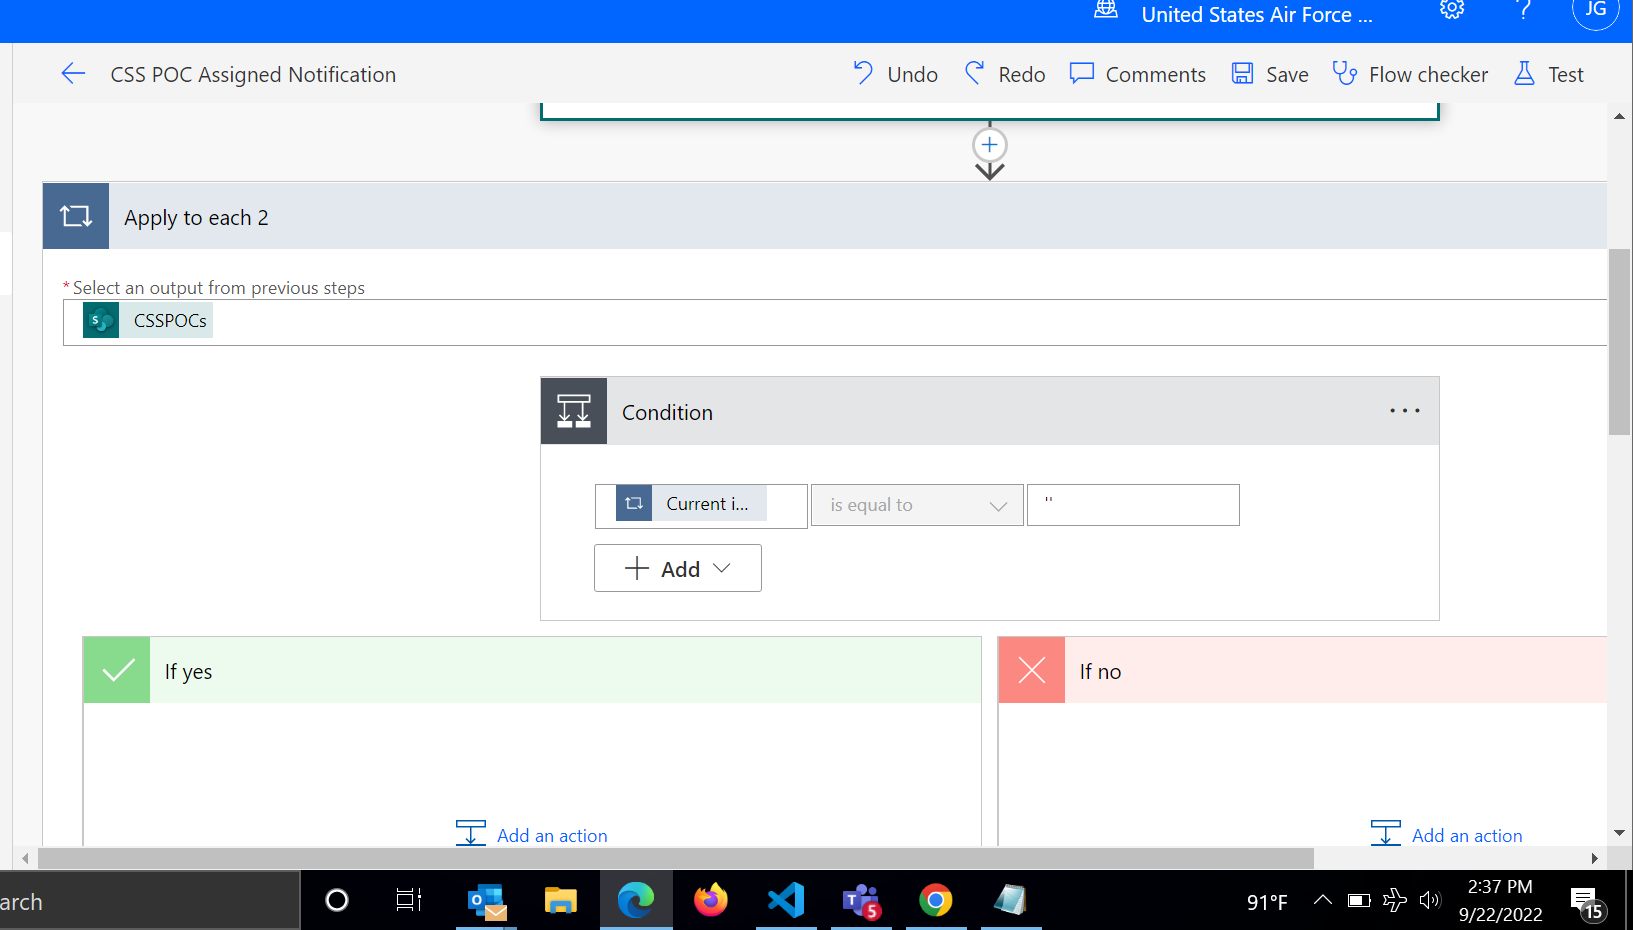 United States Air Force ...
JG
CSS POC Assigned Notification
Undo
Redo
Comments
Save
Flow checker
Test
Apply to each 2
* Select an output from previous steps
CSSPOCs
Condition
...
Current i...
is equal to
''
Add
If yes
If no
Add an action
Add an action
arch
5
91°F
2:37 PM
9/22/2022
15